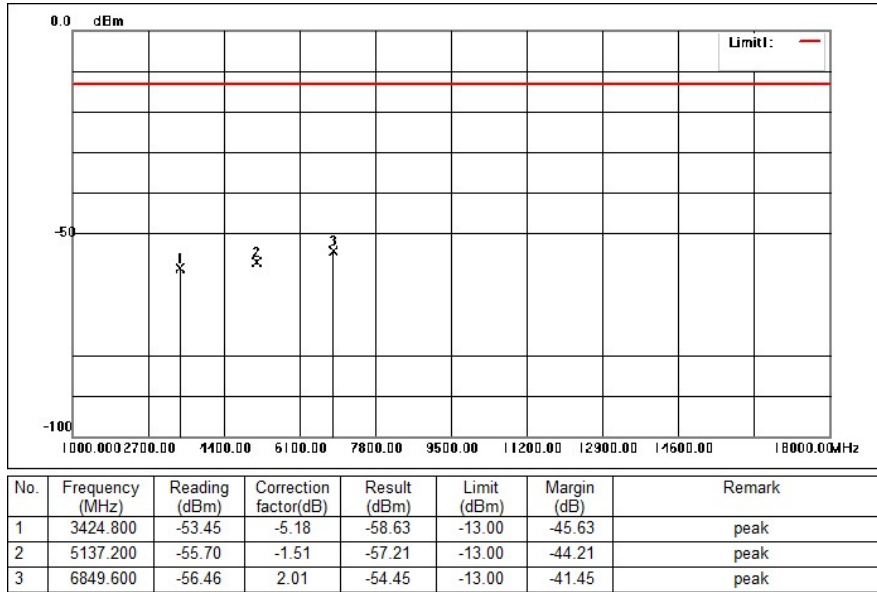 0.0 dBm
Limit1:
-50
1
2
3
-100
1000.000 2700.00 4400.00 6100.00 7800.00 9500.00 11200.00 12900.00 14600.00 18000.00 MHz
No. Frequency (MHz) Reading (dBm) Correction factor(dB) Result (dBm) Limit (dBm) Margin (dB) Remark
1 3424.800 -53.45 -5.18 -58.63 -13.00 -45.63 peak
2 5137.200 -55.70 -1.51 -57.21 -13.00 -44.21 peak
3 6849.600 -56.46 2.01 -54.45 -13.00 -41.45 peak